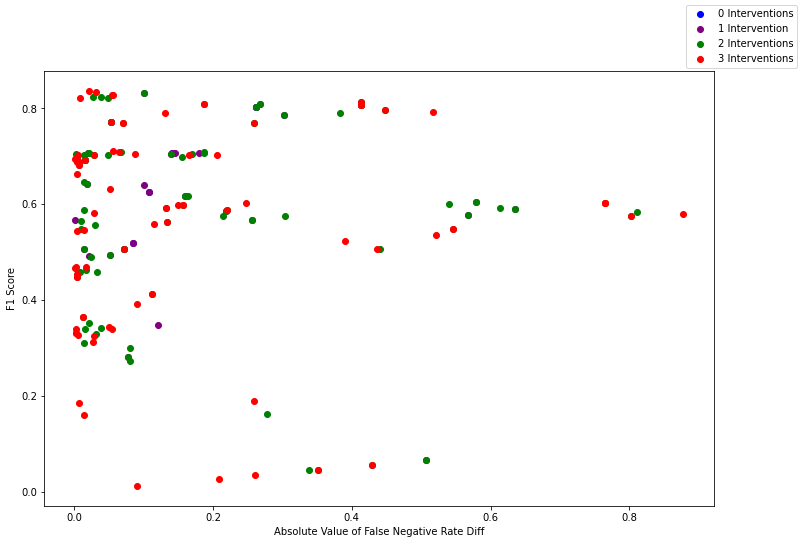 0 Interventions
1 Intervention
2 Interventions
3 Interventions
0.8
0.6
0.4
0.2
0.0
F1 Score
0.0 0.2 0.4 0.6 0.8
Absolute Value of False Negative Rate Diff